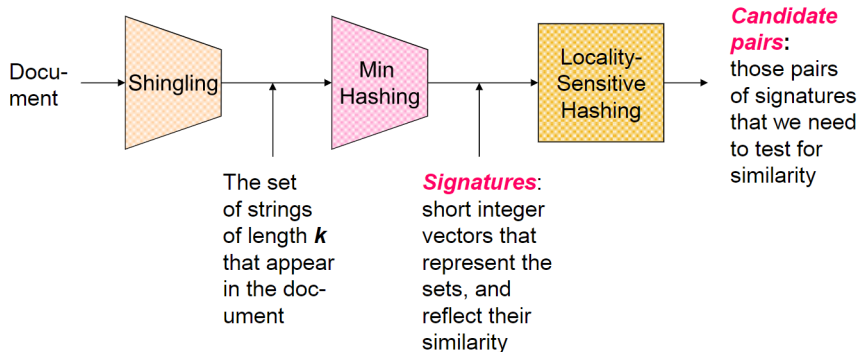 Docu-
ment
Shingling
The set
of strings
of length k
that appear
in the doc-
ument
Min
Hashing
Signatures:
short integer
vectors that
represent the
sets, and
reflect their
similarity
Locality-
Sensitive
Hashing
Candidate
pairs:
those pairs
of signatures
that we need
to test for
similarity